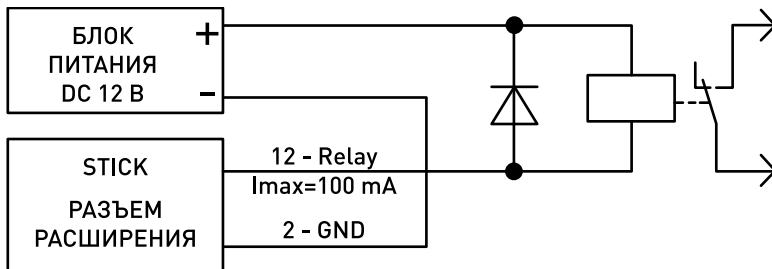 БЛОК
ПИТАНИЯ
DC 12 В
+
-
STICK
РАЗЪЕМ
РАСШИРЕНИЯ
12 - Relay
Imax=100 mA
2 - GND